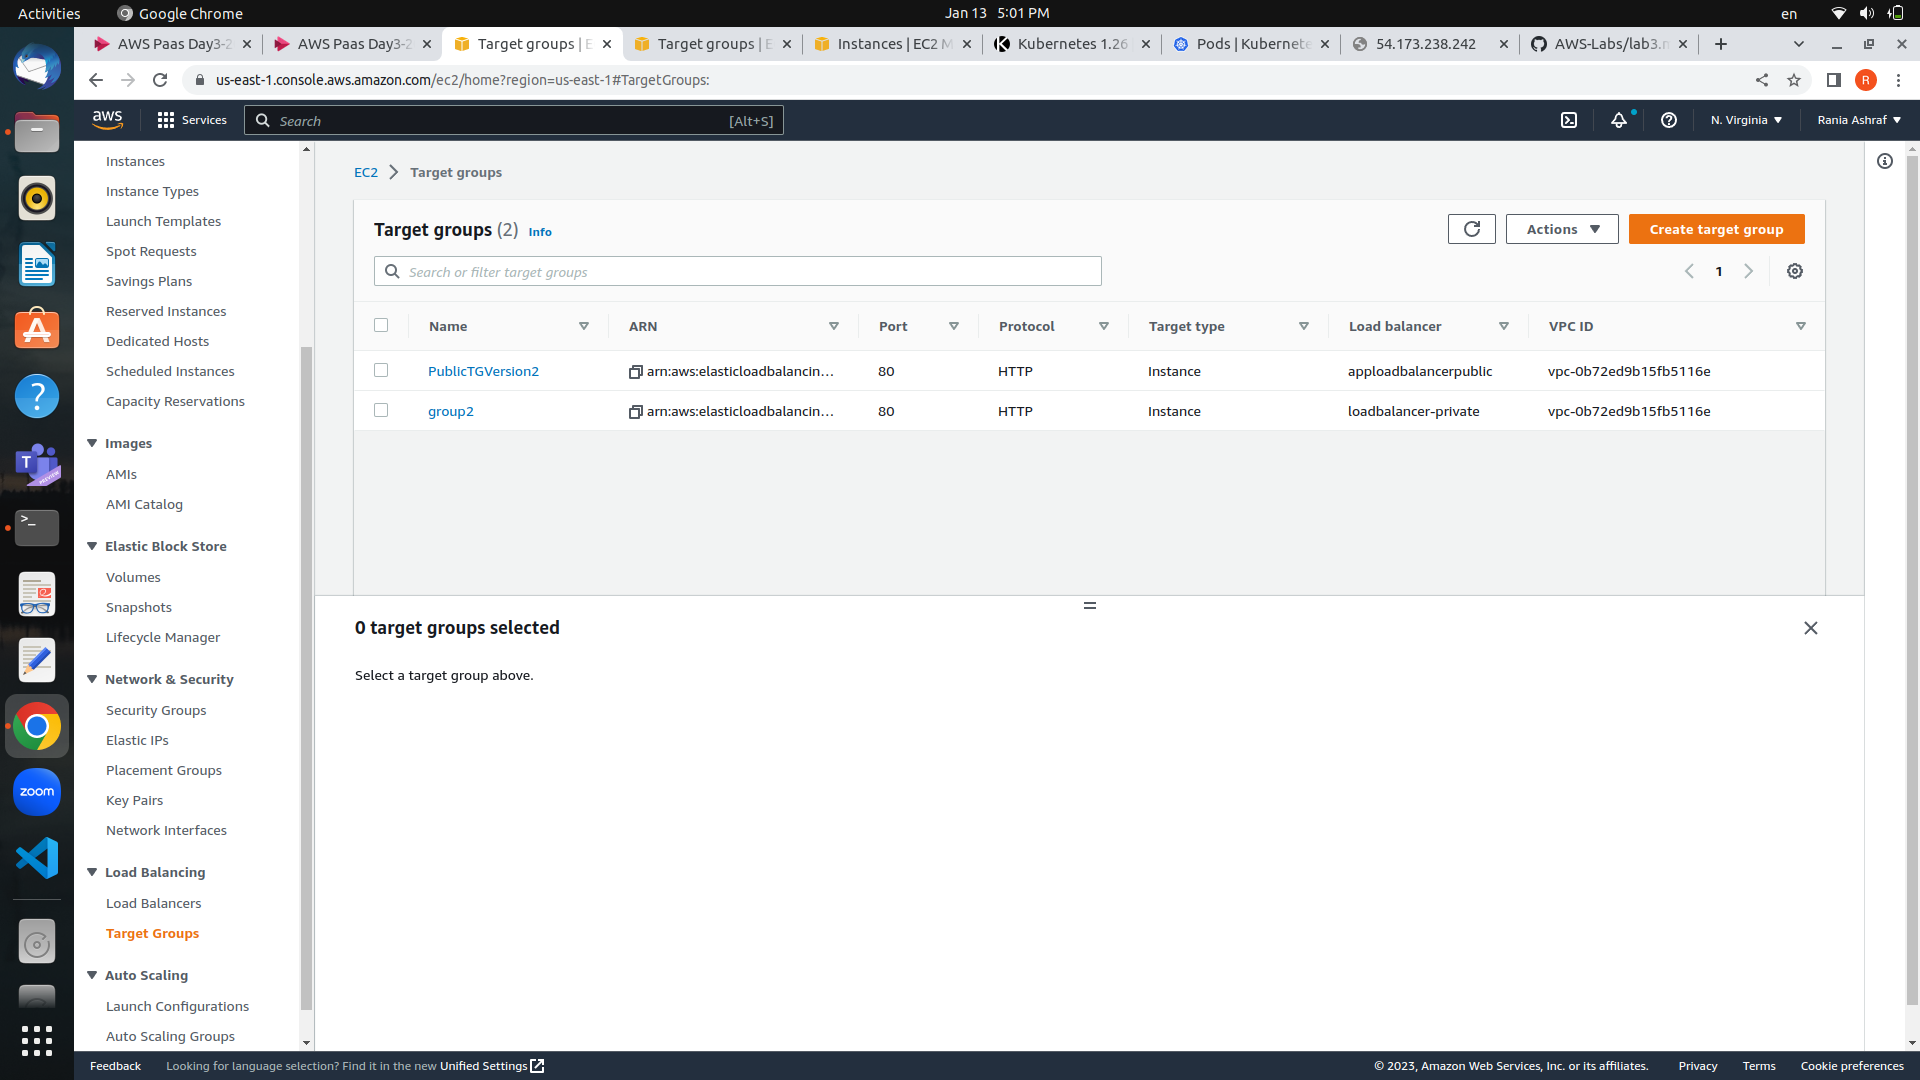 Activities Google Chrome Jan 13 5:01 PM en
AWS Paas Day3-2 AWS Paas Day3-2 Target groups | E Target groups | E Instances | EC2 M Kubernetes 1.26 Pods | Kubernete 54.173.238.242 AWS-Labs/lab3.m
us-east-1.console.aws.amazon.com/ec2/home?region=us-east-1#TargetGroups: R
aws Services Search [Alt+S] N. Virginia Rania Ashraf
Instances
Instance Types
Launch Templates
Spot Requests
Savings Plans
Reserved Instances
Dedicated Hosts
Scheduled Instances
Capacity Reservations
Images
AMIs
AMI Catalog
Elastic Block Store
Volumes
Snapshots
Lifecycle Manager
Network & Security
Security Groups
Elastic IPs
Placement Groups
Key Pairs
Network Interfaces
Load Balancing
Load Balancers
Target Groups
Auto Scaling
Launch Configurations
Auto Scaling Groups
EC2 Target groups
Target groups (2) Info Actions Create target group
Search or filter target groups 1
Name ARN Port Protocol Target type Load balancer VPC ID
PublicTGVersion2 arn:aws:elasticloadbalancin... 80 HTTP Instance apploadbalancerpublic vpc-0b72ed9b15fb5116e
group2 arn:aws:elasticloadbalancin... 80 HTTP Instance loadbalancer-private vpc-0b72ed9b15fb5116e
0 target groups selected
Select a target group above.
zoom
Feedback Looking for language selection? Find it in the new Unified Settings © 2023, Amazon Web Services, Inc. or its affiliates. Privacy Terms Cookie preferences